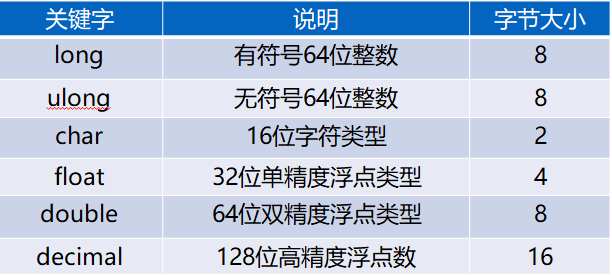 关键字 说明 字节大小
long 有符号64位整数 8
ulong 无符号64位整数 8
char 16位字符类型 2
float 32位单精度浮点类型 4
double 64位双精度浮点类型 8
decimal 128位高精度浮点数 16